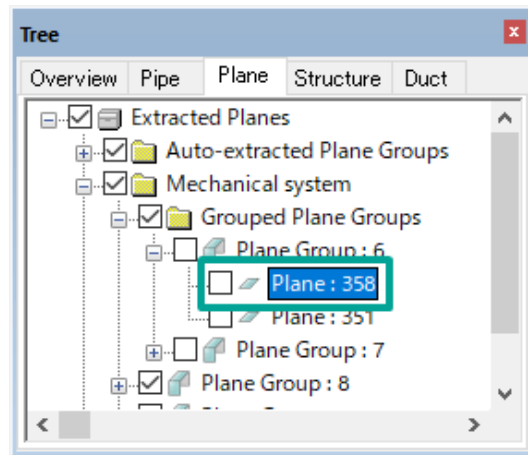 Tree
Overview Pipe Plane Structure Duct
Extracted Planes
Auto-extracted Plane Groups
Mechanical system
Grouped Plane Groups
Plane Group : 6
Plane : 358
Plane : 351
Plane Group : 7
Plane Group : 8